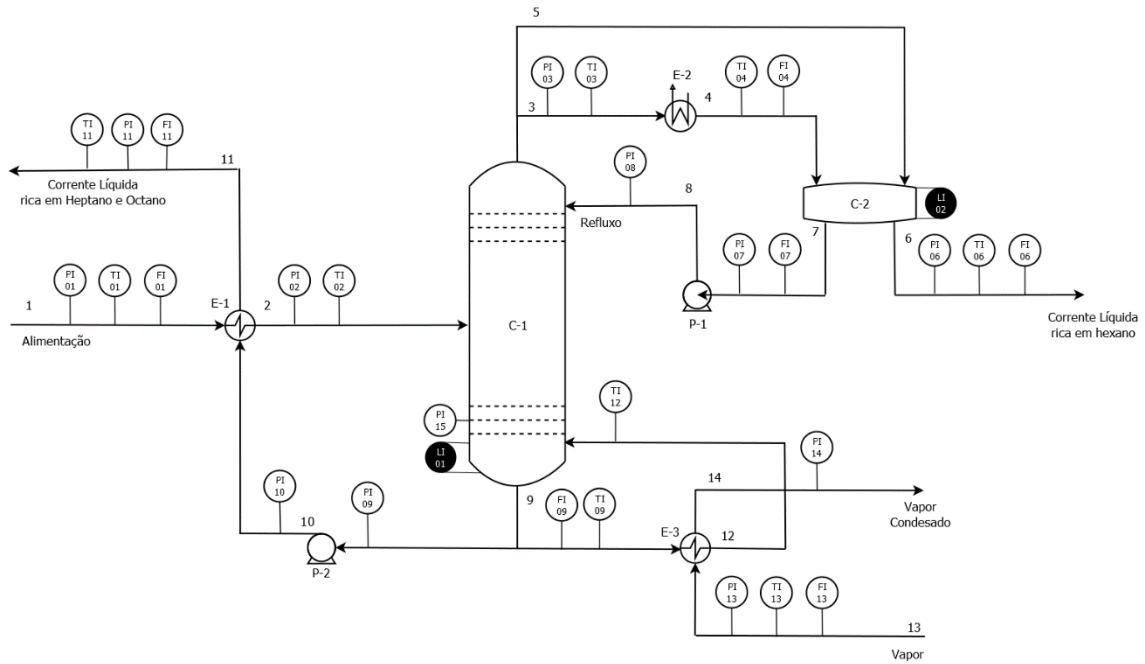 5
PI
03
TI
03
E-2
4
TI
04
FI
04
3
TI
11
PI
11
FI
11
11
Corrente Líquida
rica em Heptano e Octano
PI
08
8
Refluxo
C-2
LI
02
7
6
PI
07
FI
07
PI
06
TI
06
FI
06
P-1
Corrente Líquida
rica em hexano
PI
01
TI
01
FI
01
1
E-1
2
PI
02
TI
02
Alimentação
C-1
PI
15
LI
01
TI
12
PI
14
14
Vapor
Condesado
9
FI
09
TI
09
E-3
12
PI
10
10
PI
09
P-2
PI
13
TI
13
FI
13
13
Vapor